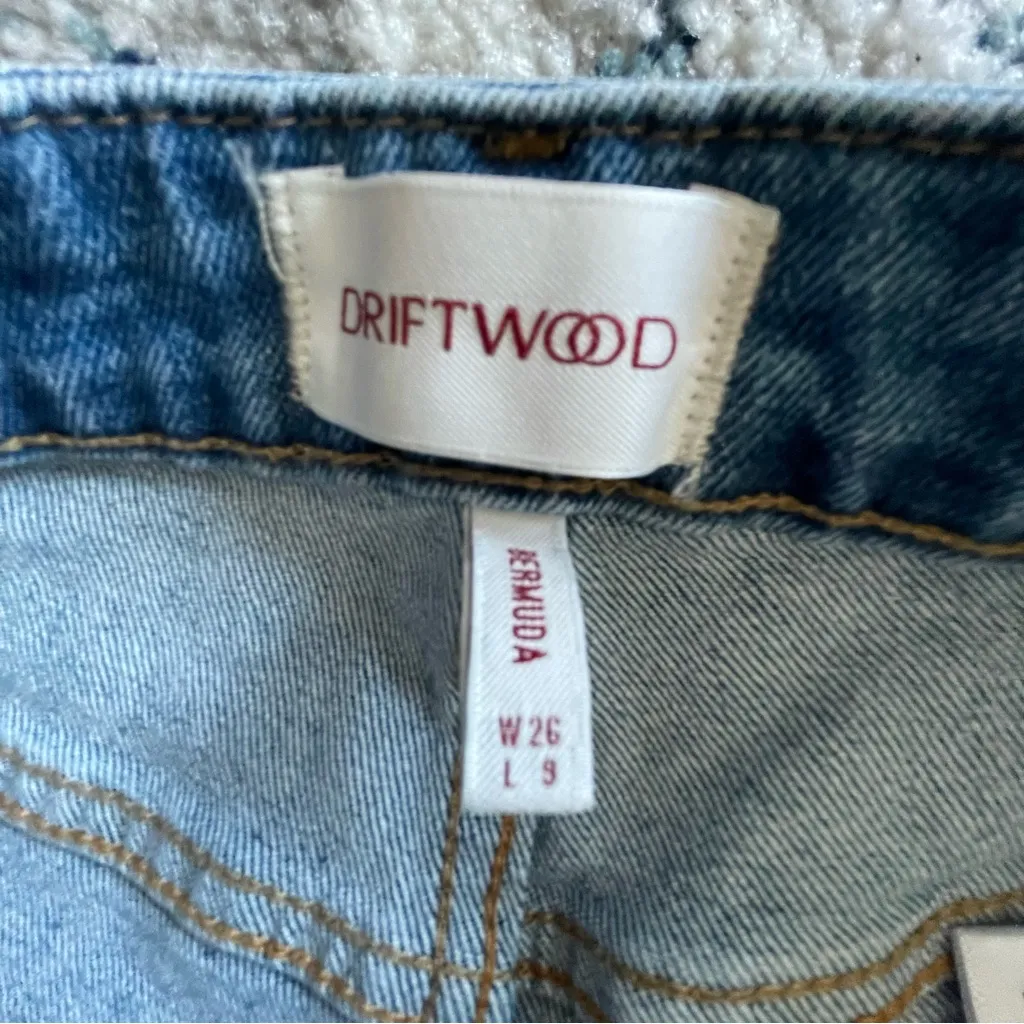 DRIFTWOOD
BERMUDA
W 26
L 9